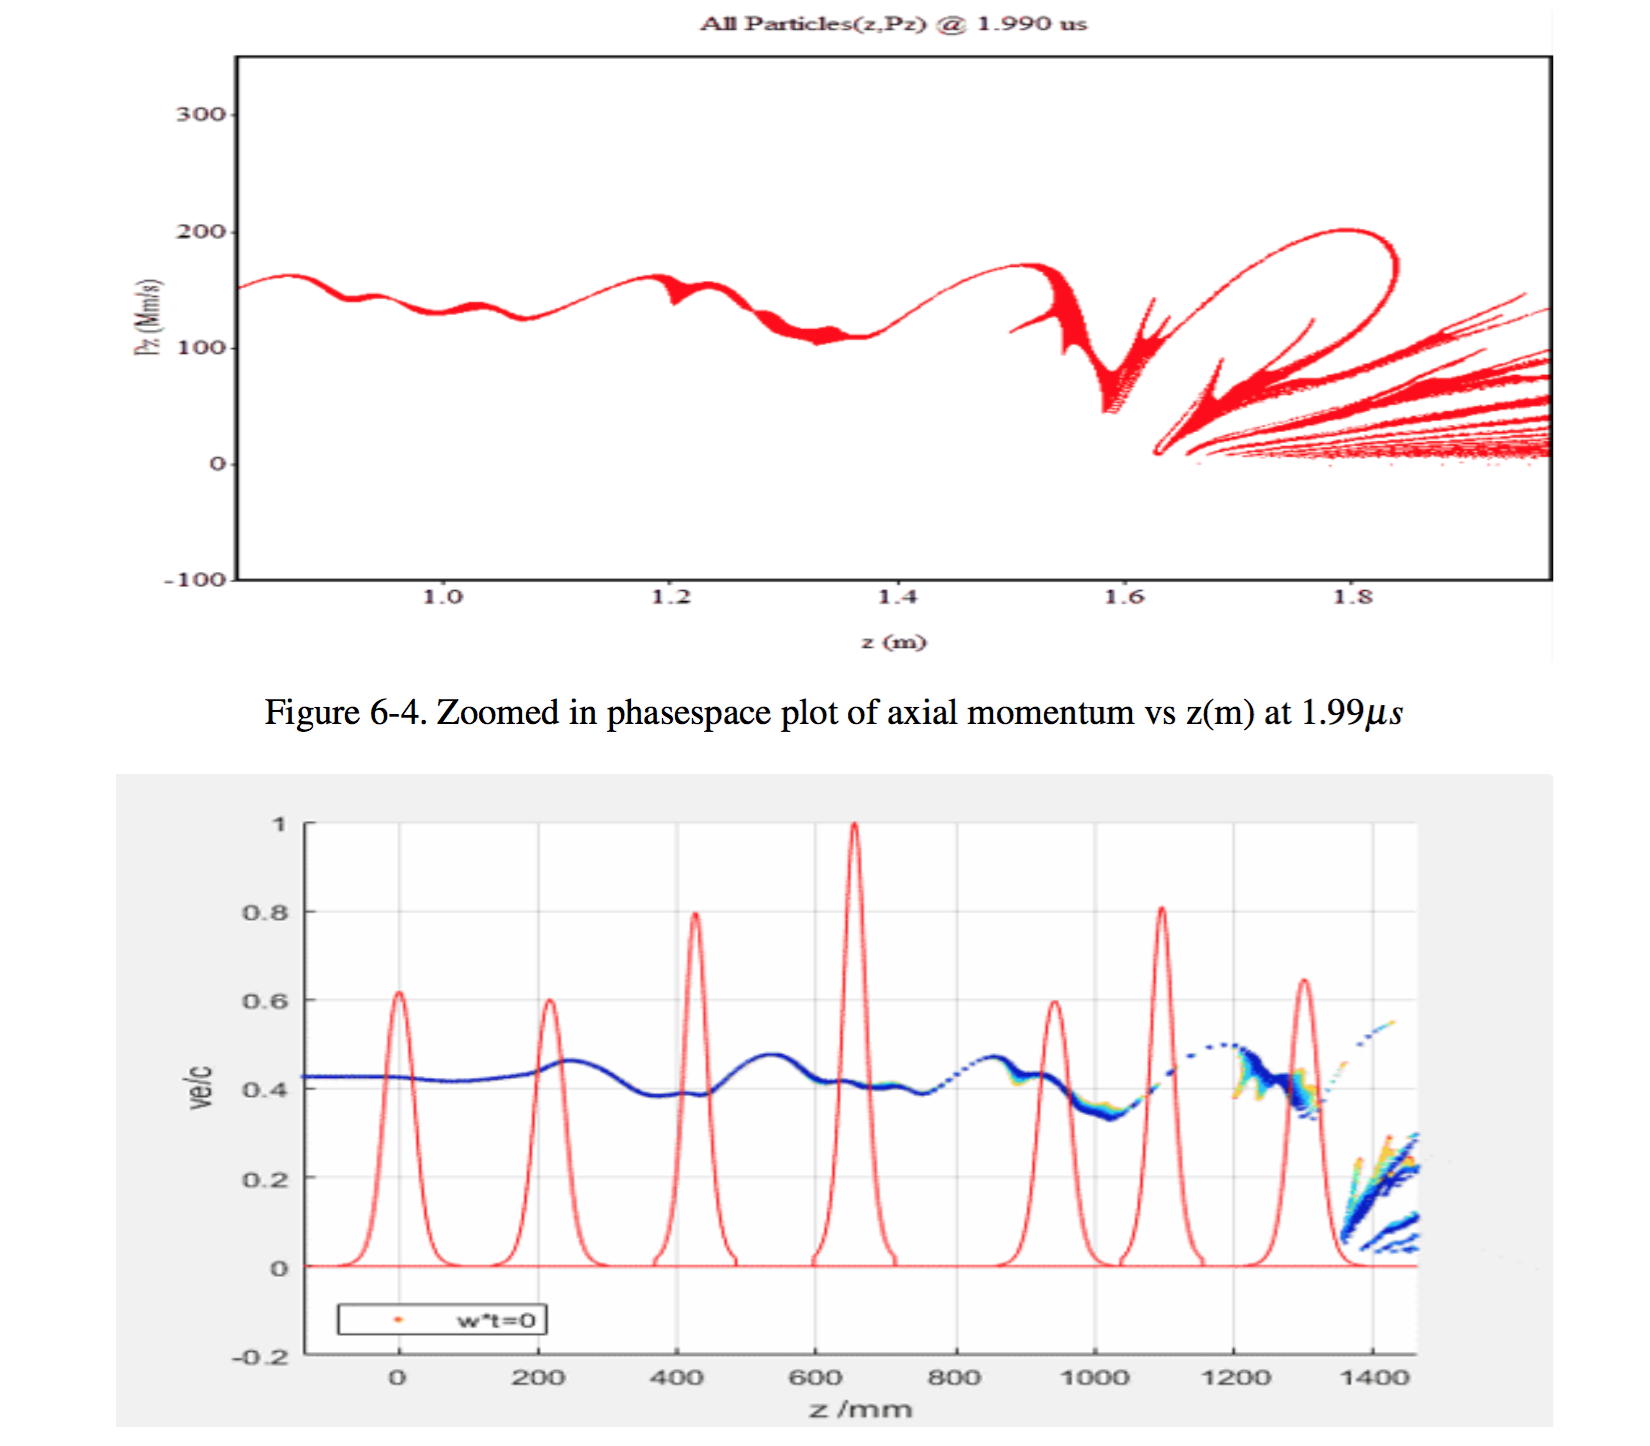 All Particles(z,Pz) @ 1.990 us
300
200
100
0
-100
Pz (Mm/s)
1.0 1.2 1.4 1.6 1.8
z (m)
Figure 6-4. Zoomed in phasespace plot of axial momentum vs z(m) at 1.99μs
1
0.8
0.6
0.4
0.2
0
-0.2
ve/c
w*t=0
0 200 400 600 800 1000 1200 1400
z /mm